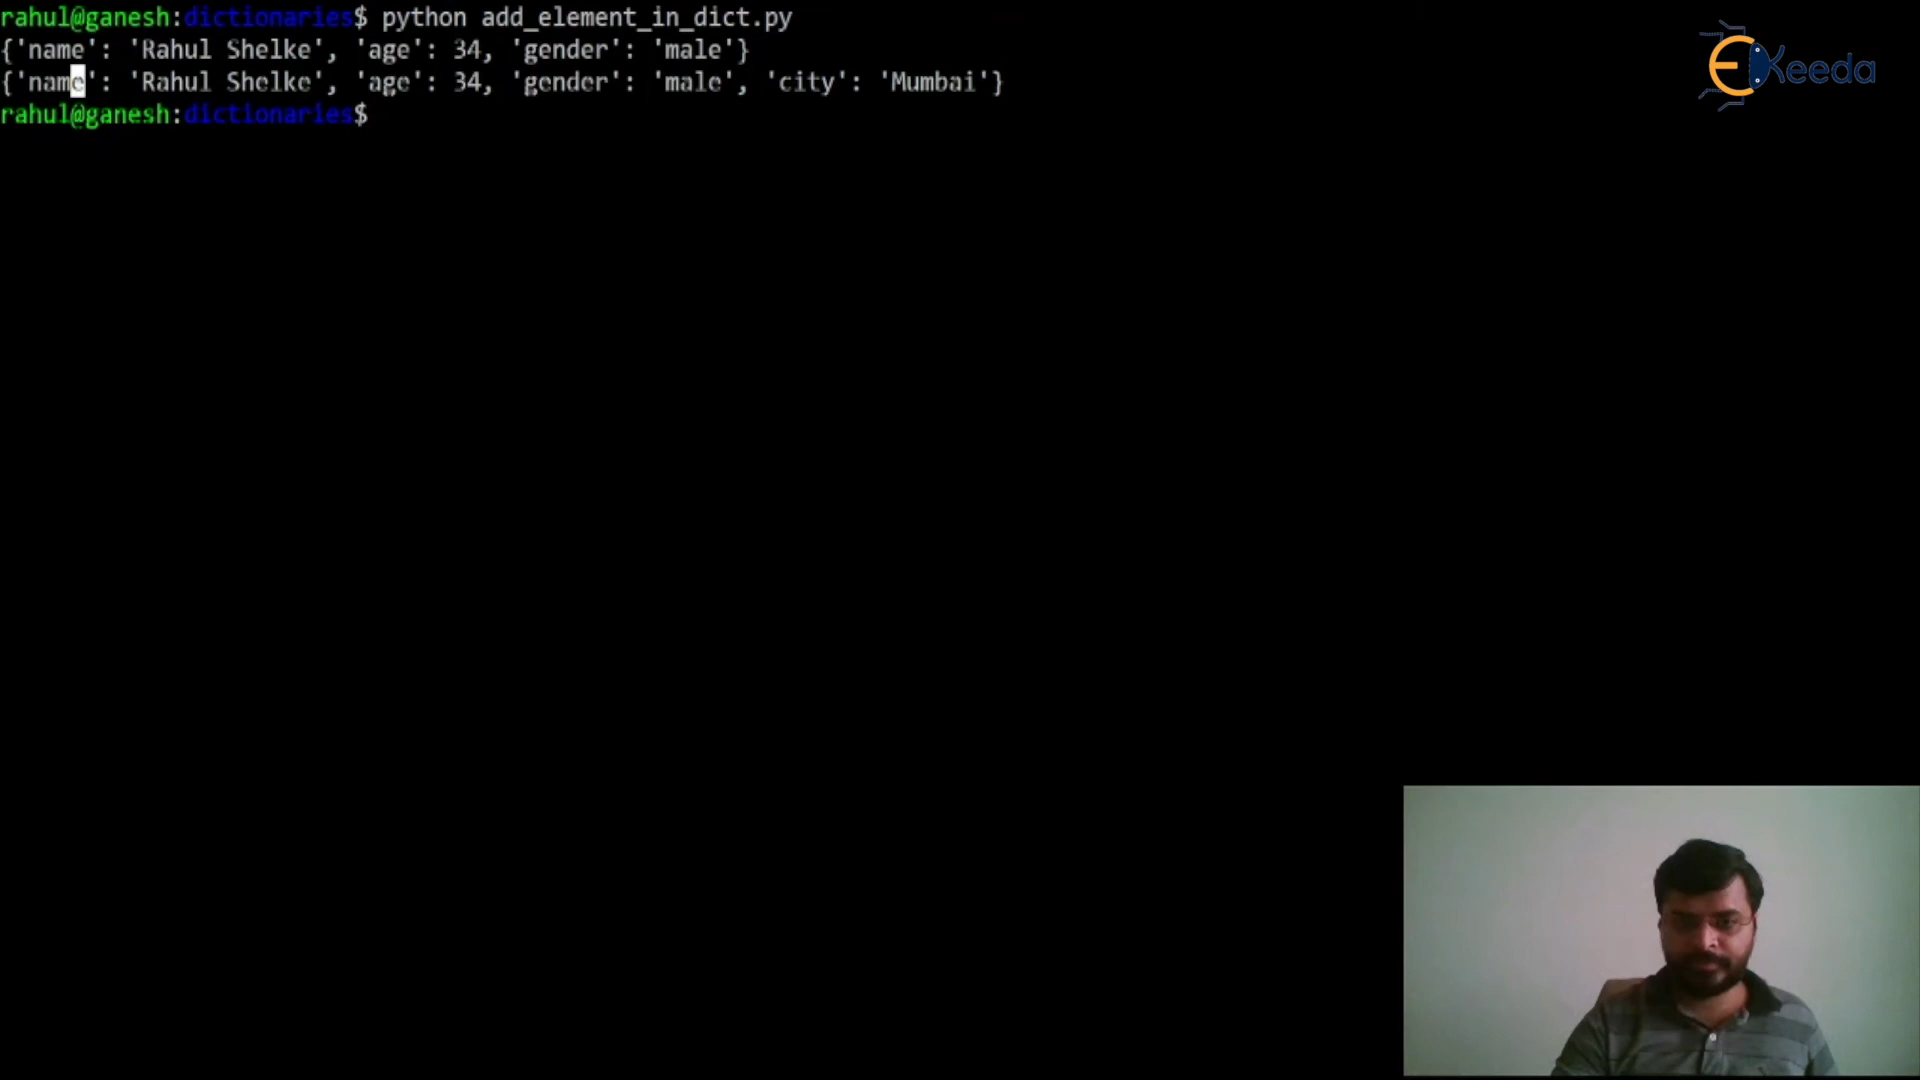 rahul@ganesh:dictionaries$ python add_element_in_dict.py
{'name': 'Rahul Shelke', 'age': 34, 'gender': 'male'}
{'name': 'Rahul Shelke', 'age': 34, 'gender': 'male', 'city': 'Mumbai'}
rahul@ganesh:dictionaries$
EKeeda